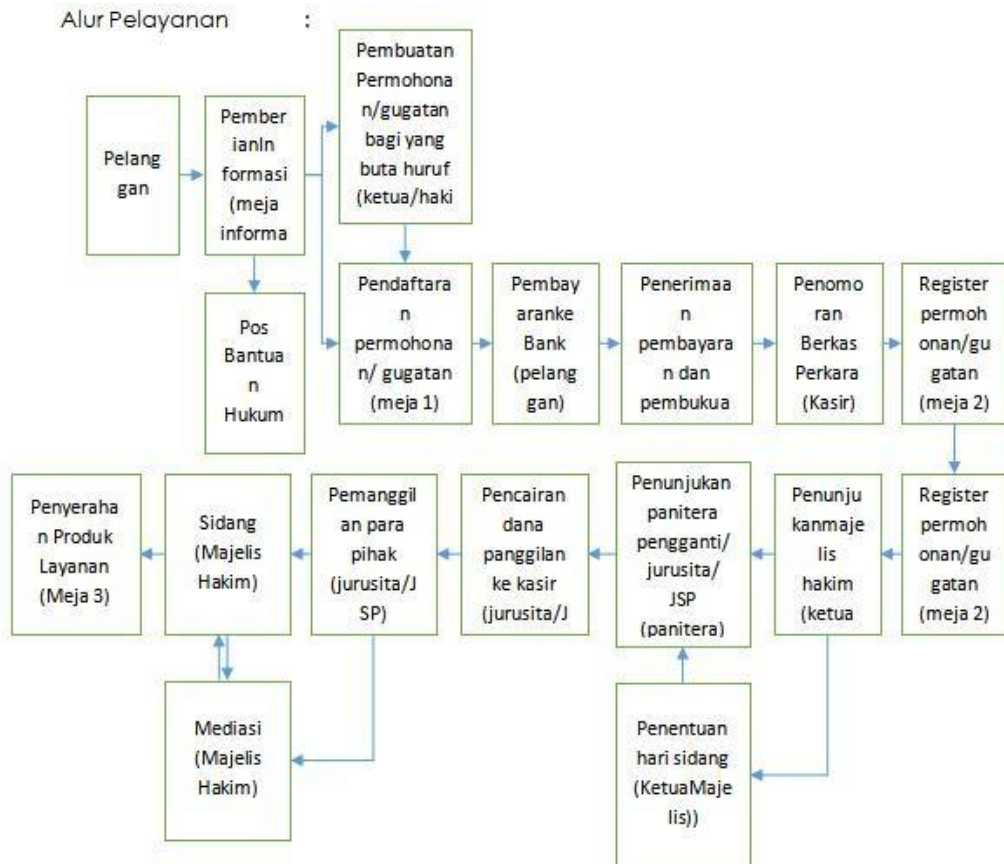 Alur Pelayanan :
Pelang
gan
Pember
ianIn
formasi
(meja
informa
Pembuatan
Permohona
n/gugatan
bagi yang
buta huruf
(ketua/haki
Pos
Bantua
n
Hukum
Pendaftara
n
permohona
n/ gugatan
(meja 1)
Pembay
aranke
Bank
(pelang
gan)
Penerimaa
n
pembayara
n dan
pembukua
Penomo
ran
Berkas
Perkara
(Kasir)
Register
permoh
onan/gu
gatan
(meja 2)
Register
permoh
onan/gu
gatan
(meja 2)
Penunju
kanmaje
lis
hakim
(ketua
Penentuan
hari sidang
(KetuaMaje
lis))
Penunjukan
panitera
pengganti/
jurusita/
JSP
(panitera)
Pencairan
dana
panggilan
ke kasir
(jurusita/J
Pemanggil
an para
pihak
(jurusita/J
SP)
Sidang
(Majelis
Hakim)
Mediasi
(Majelis
Hakim)
Penyeraha
n Produk
Layanan
(Meja 3)